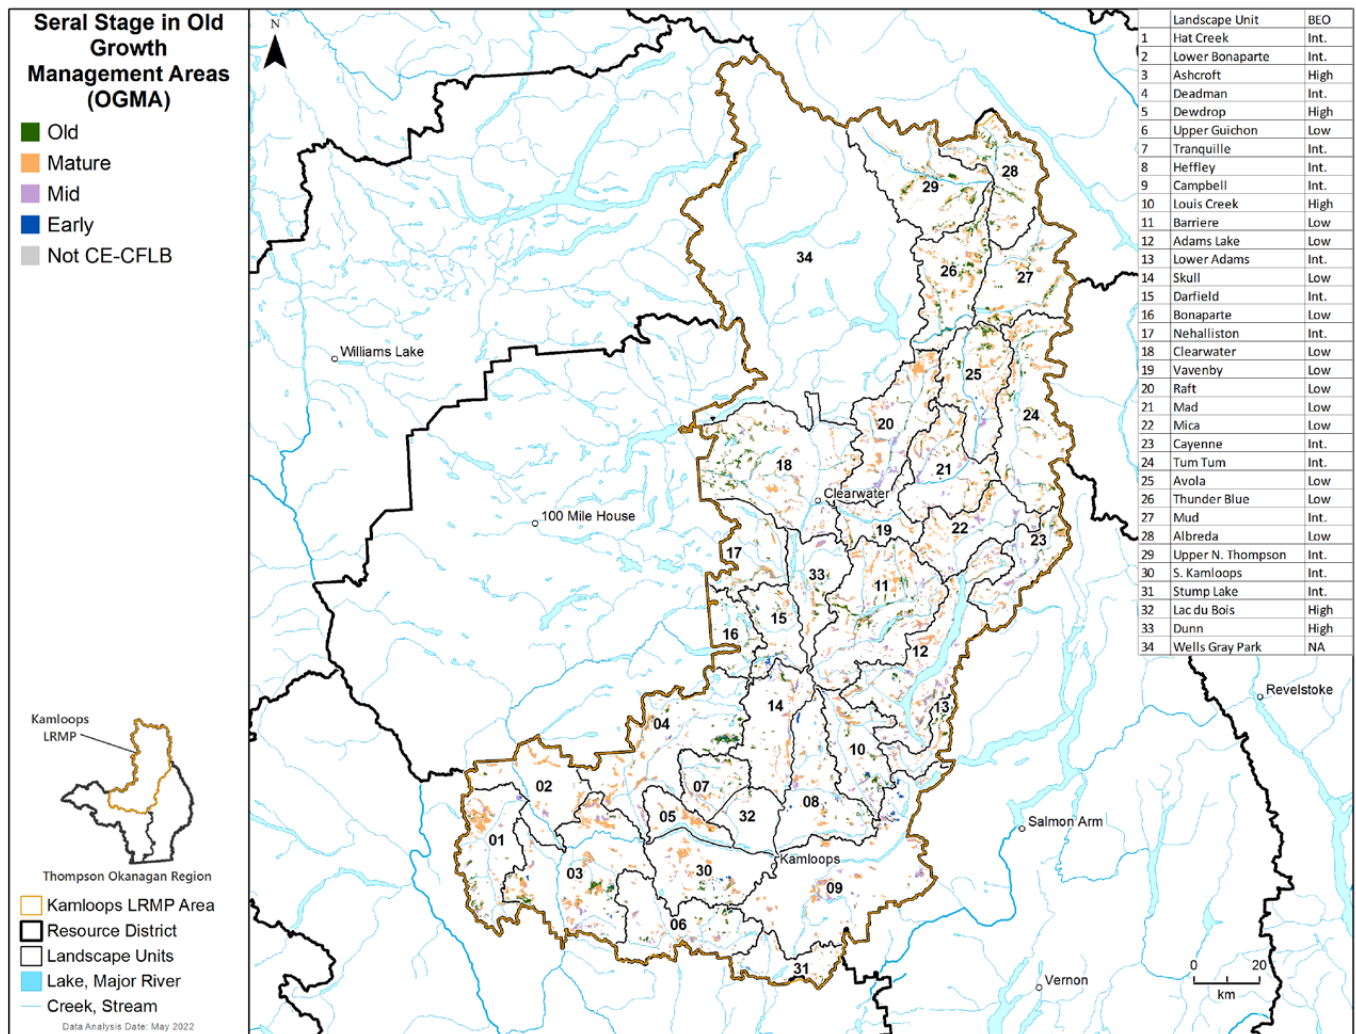 Seral Stage in Old
Growth
Management Areas
(OGMA)
Old
Mature
Mid
Early
Not CE-CFLB
Kamloops
LRMP
Thompson Okanagan Region
Kamloops LRMP Area
Resource District
Landscape Units
Lake, Major River
Creek, Stream
Data Analysis Date: May 2022
N
29
28
34
26
27
Williams Lake
25
24
20
18
21
Clearwater
100 Mile House
19
22
23
17
33
11
15
16
12
Revelstoke
04
14
13
10
02
07
05
32
08
Salmon Arm
01
Kamloops
03
30
09
06
31
Vernon
0 20
km
Landscape Unit BEO
1 Hat Creek Int.
2 Lower Bonaparte Int.
3 Ashcroft High
4 Deadman Int.
5 Dewdrop High
6 Upper Guichon Low
7 Tranquille Int.
8 Heffley Int.
9 Campbell Int.
10 Louis Creek High
11 Barriere Low
12 Adams Lake Low
13 Lower Adams Int.
14 Skull Low
15 Darfield Int.
16 Bonaparte Low
17 Nehalliston Int.
18 Clearwater Low
19 Vavenby Low
20 Raft Low
21 Mad Low
22 Mica Low
23 Cayenne Int.
24 Tum Tum Int.
25 Avola Low
26 Thunder Blue Low
27 Mud Int.
28 Albreda Low
29 Upper N. Thompson Int.
30 S. Kamloops Int.
31 Stump Lake Int.
32 Lac du Bois High
33 Dunn High
34 Wells Gray Park NA